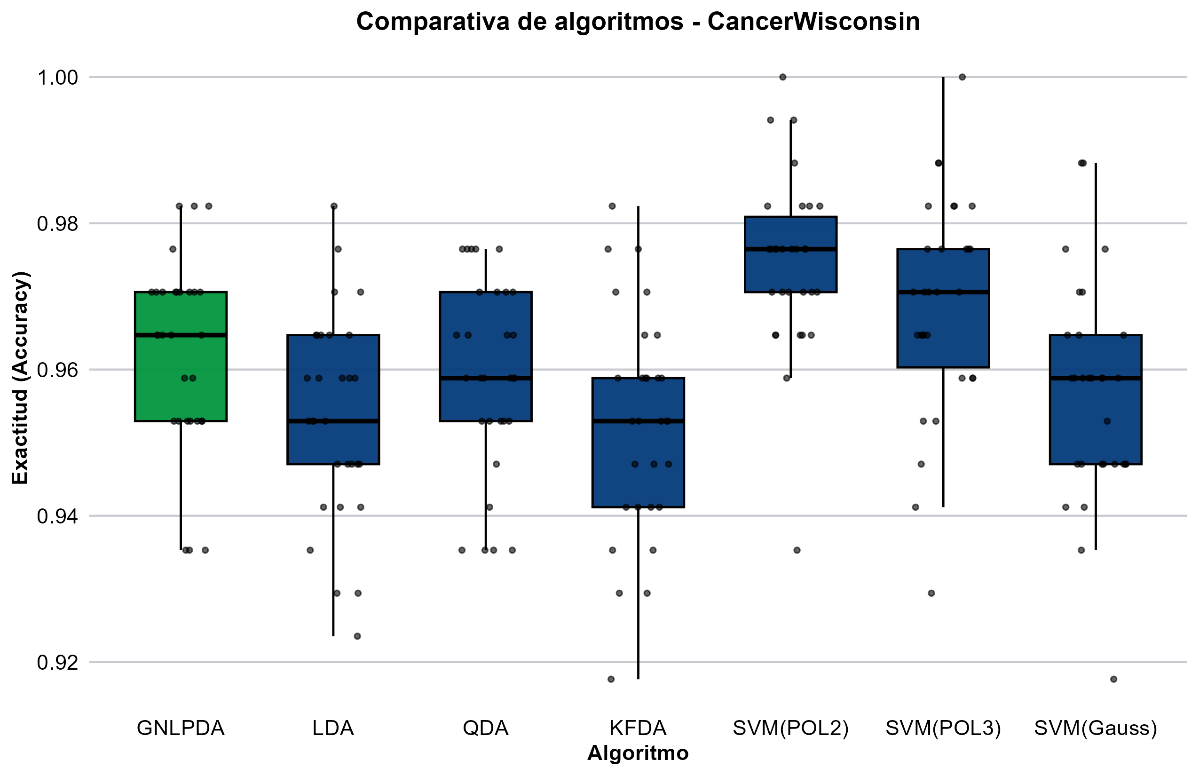 Comparativa de algoritmos - CancerWisconsin
Exactitud (Accuracy)
1.00
0.98
0.96
0.94
0.92
GNLPDA LDA QDA KFDA SVM(POL2) SVM(POL3) SVM(Gauss)
Algoritmo